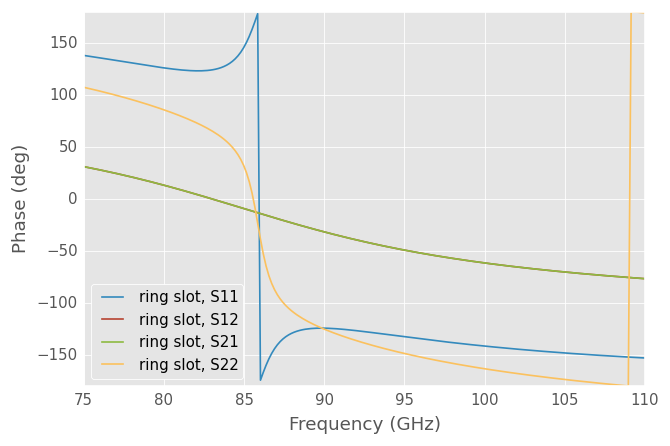 150
100
50
0
−50
−100
−150
Phase (deg)
ring slot, S11
ring slot, S12
ring slot, S21
ring slot, S22
75 80 85 90 95 100 105 110
Frequency (GHz)